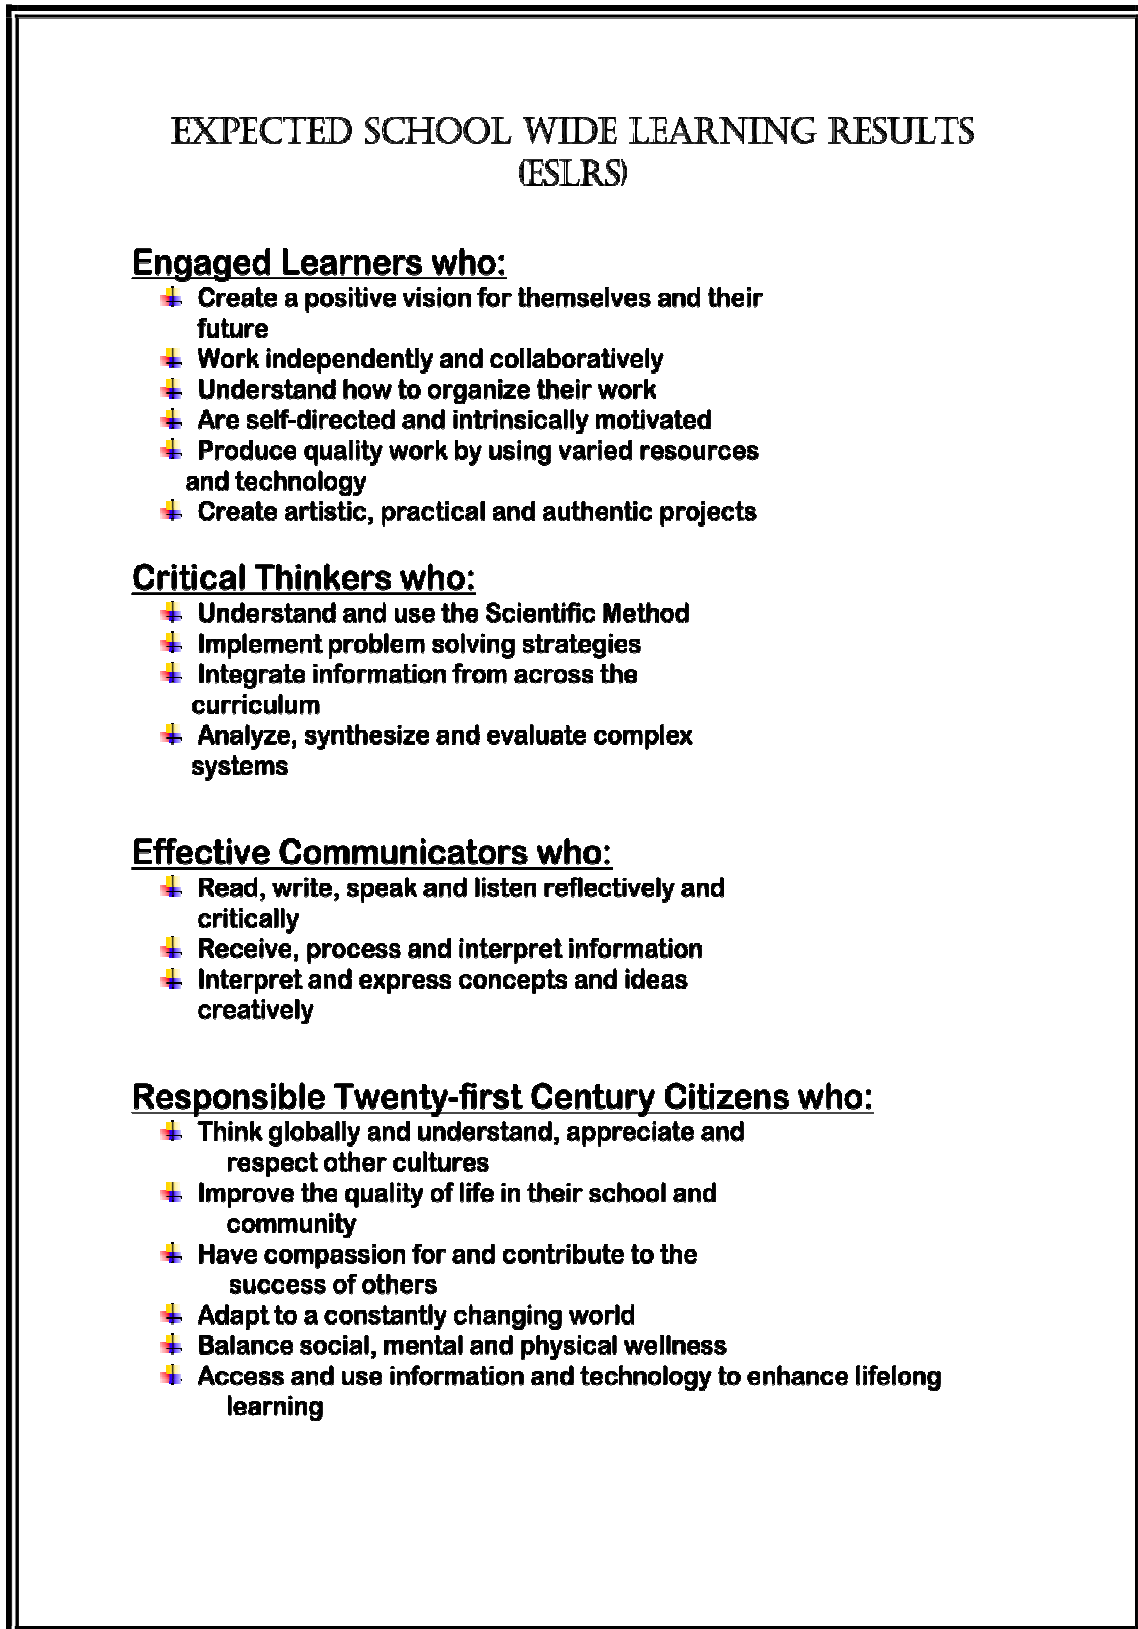 EXPECTED SCHOOL WIDE LEARNING RESULTS
(ESLRS)
Engaged Learners who:
Create a positive vision for themselves and their
future
Work independently and collaboratively
Understand how to organize their work
Are self-directed and intrinsically motivated
Produce quality work by using varied resources
and technology
Create artistic, practical and authentic projects
Critical Thinkers who:
Understand and use the Scientific Method
Implement problem solving strategies
Integrate information from across the
curriculum
Analyze, synthesize and evaluate complex
systems
Effective Communicators who:
Read, write, speak and listen reflectively and
critically
Receive, process and interpret information
Interpret and express concepts and ideas
creatively
Responsible Twenty-first Century Citizens who:
Think globally and understand, appreciate and
respect other cultures
Improve the quality of life in their school and
community
Have compassion for and contribute to the
success of others
Adapt to a constantly changing world
Balance social, mental and physical wellness
Access and use information and technology to enhance lifelong
learning